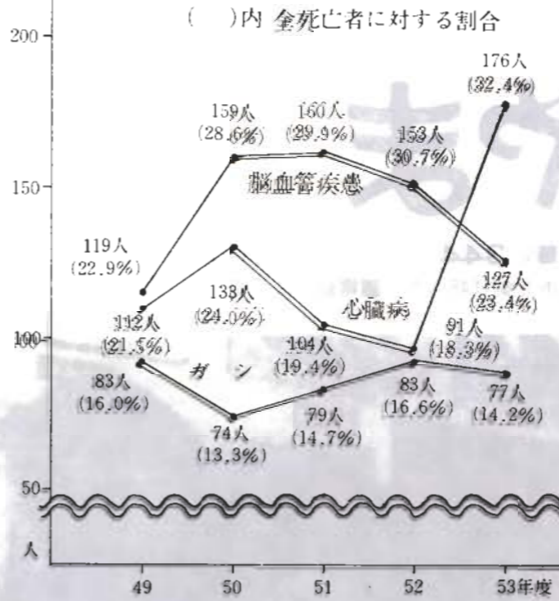 ( )内 全死亡者に対する割合
200
176人
(32.4%)
159人
(28.6%)
160人
(29.9%)
153人
(30.7%)
150
脳血管疾患
119人
(22.9%)
127人
(23.4%)
133人
(24.0%)
心臓病
112人
(21.5%)
104人
(19.4%)
91人
(18.3%)
100
ガン
83人
(16.0%)
74人
(13.3%)
79人
(14.7%)
83人
(16.6%)
77人
(14.2%)
50
人
49 50 51 52 53年度